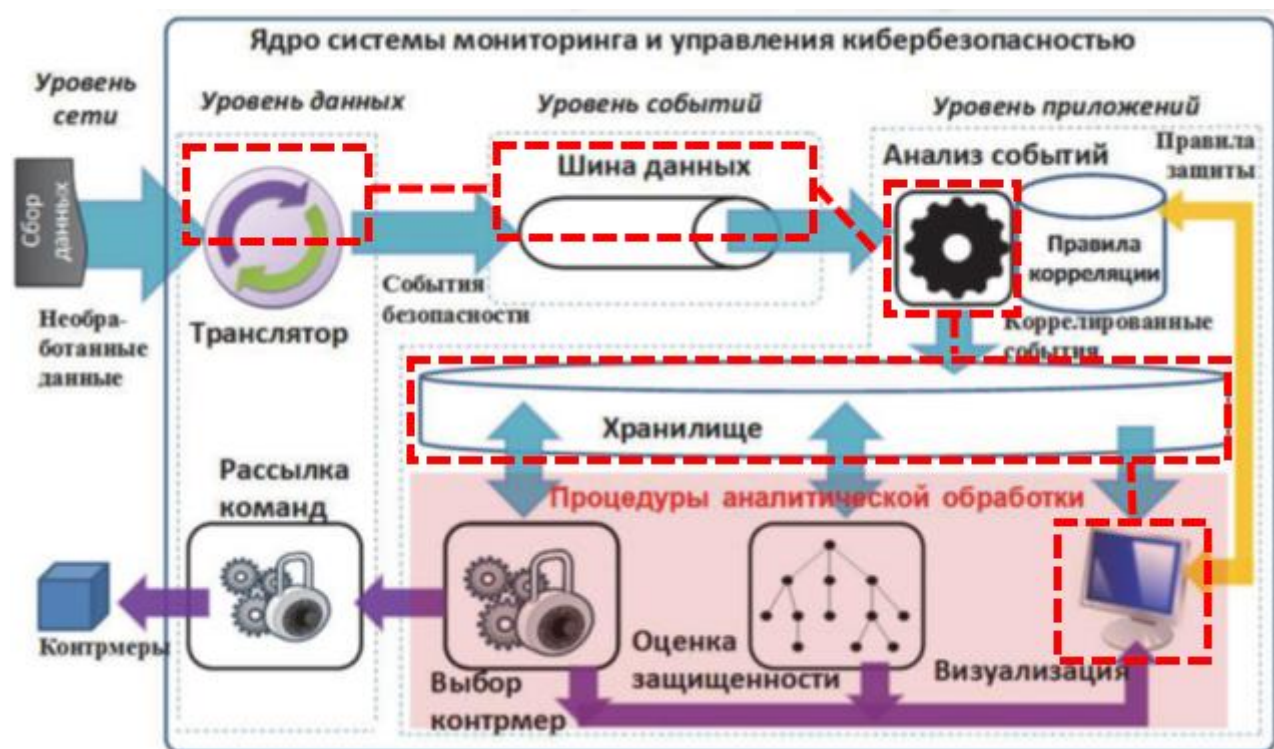 Ядро системы мониторинга и управления кибербезопасностью
Уровень
сети
Уровень данных
Уровень событий
Уровень приложений
Сбор
данных
Шина данных
Анализ событий
Правила
защиты
Правила
корреляции
События
безопасности
Необра-
ботанные
данные
Транслятор
Коррелированные
события
Хранилище
Процедуры аналитической обработки
Рассылка
команд
Контрмеры
Выбор
контрмер
Оценка
защищенности
Визуализация